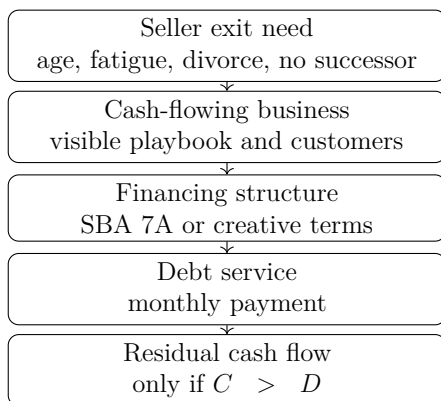 Seller exit need
age, fatigue, divorce, no successor
Cash-flowing business
visible playbook and customers
Financing structure
SBA 7A or creative terms
Debt service
monthly payment
Residual cash flow
only if C > D